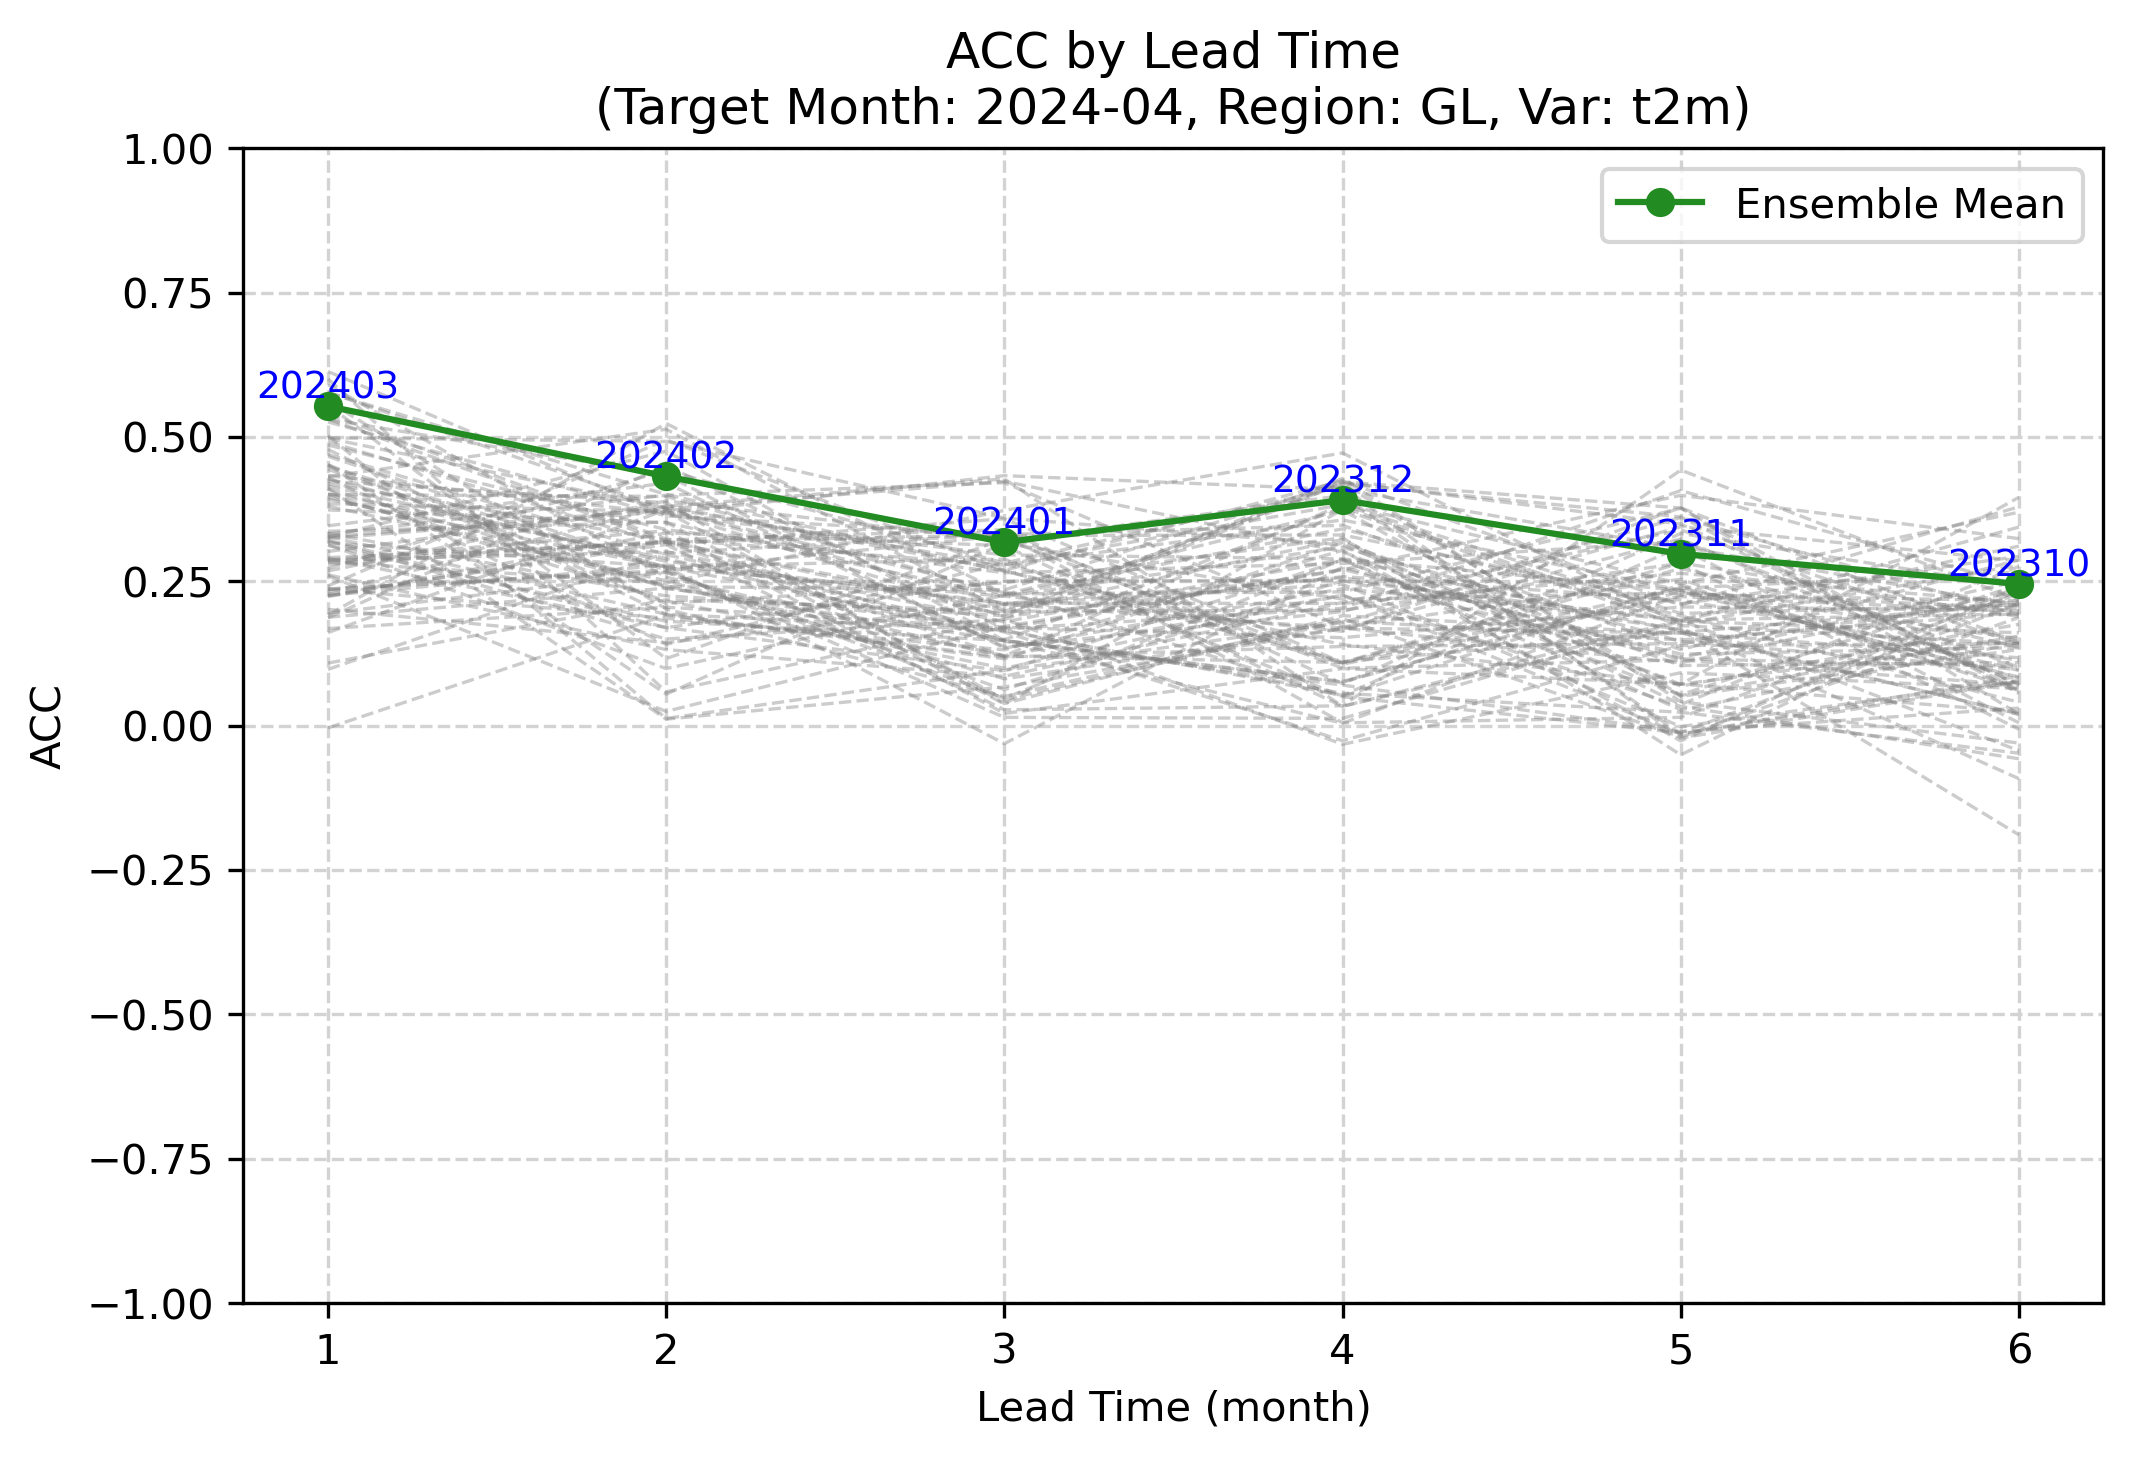 ACC by Lead Time
(Target Month: 2024-04, Region: GL, Var: t2m)
1.00
0.75
0.50
0.25
0.00
−0.25
−0.50
−0.75
−1.00
ACC
Ensemble Mean
202403
202402
202401
202312
202311
202310
1 2 3 4 5 6
Lead Time (month)